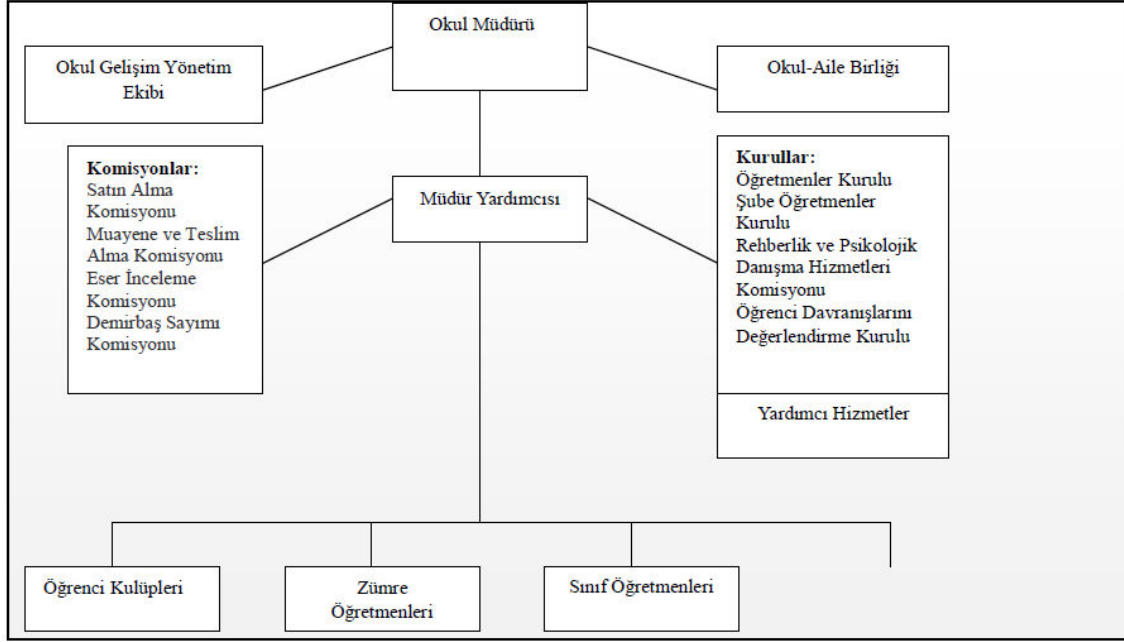 Okul Müdürü
Okul Gelişim Yönetim
Ekibi
Okul-Aile Birliği
Komisyonlar:
Satın Alma
Komisyonu
Muayene ve Teslim
Alma Komisyonu
Eser İnceleme
Komisyonu
Demirbaş Sayımı
Komisyonu
Müdür Yardımcısı
Kurullar:
Öğretmenler Kurulu
Şube Öğretmenler
Kurulu
Rehberlik ve Psikolojik
Danışma Hizmetleri
Komisyonu
Öğrenci Davranışlarını
Değerlendirme Kurulu
Yardımcı Hizmetler
Öğrenci Kulüpleri
Zümre
Öğretmenleri
Sınıf Öğretmenleri